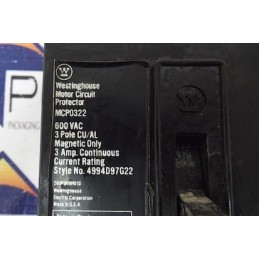 P
PACKAGING
W
Westinghouse
Motor Circuit
Protector
MCP0322
600 VAC
3 Pole CU/AL
Magnetic Only
3 Amp. Continuous
Current Rating
Style No. 4994D97G22
Westinghouse
Electric Corporation
Made in U.S.A.
W